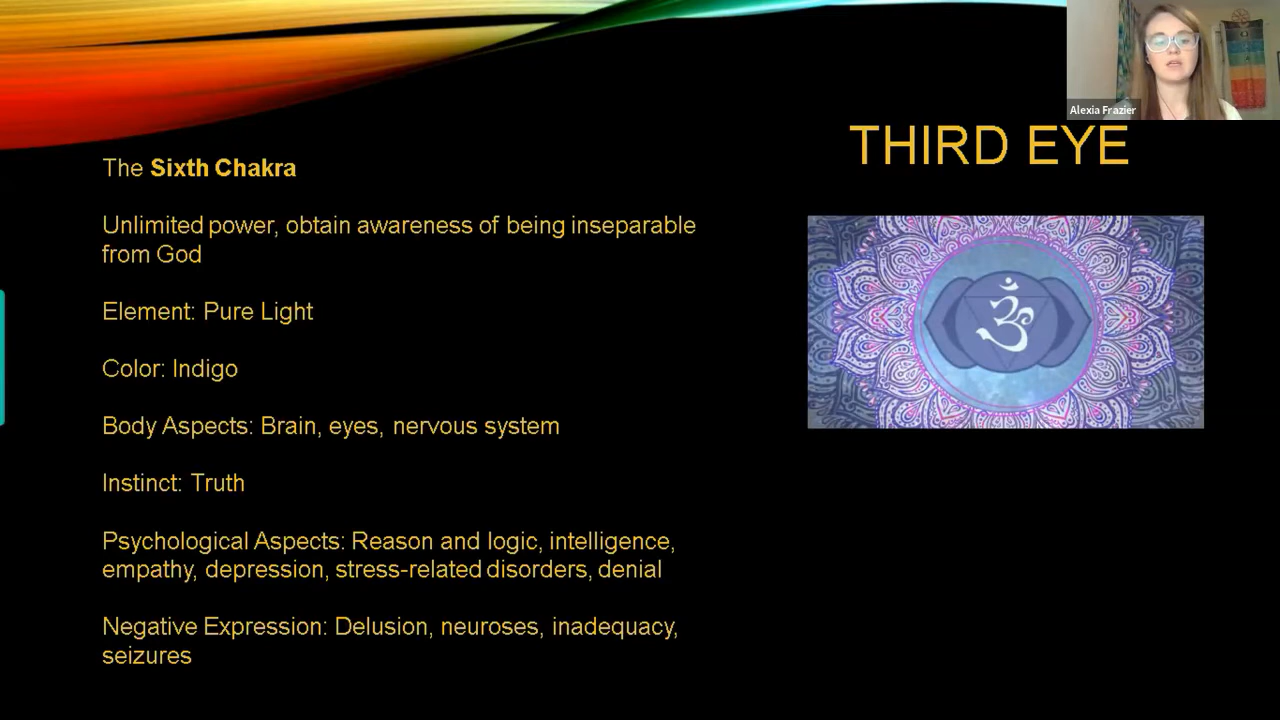 Alexia Frazier
THIRD EYE
The Sixth Chakra
Unlimited power, obtain awareness of being inseparable
from God
Element: Pure Light
Color: Indigo
Body Aspects: Brain, eyes, nervous system
Instinct: Truth
Psychological Aspects: Reason and logic, intelligence,
empathy, depression, stress-related disorders, denial
Negative Expression: Delusion, neuroses, inadequacy,
seizures
ॐ